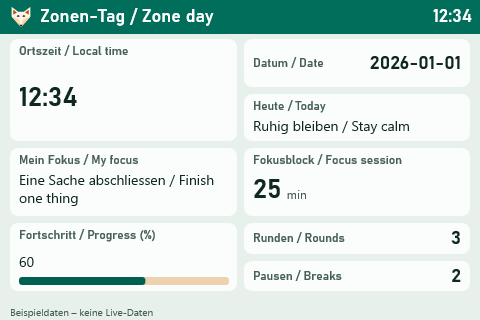 Zonen-Tag / Zone day
12:34
Ortszeit / Local time
12:34
Datum / Date
2026-01-01
Heute / Today
Ruhig bleiben / Stay calm
Mein Fokus / My focus
Eine Sache abschliessen / Finish
one thing
Fokusblock / Focus session
25 min
Fortschritt / Progress (%)
60
Runden / Rounds
3
Pausen / Breaks
2
Beispieldaten – keine Live-Daten